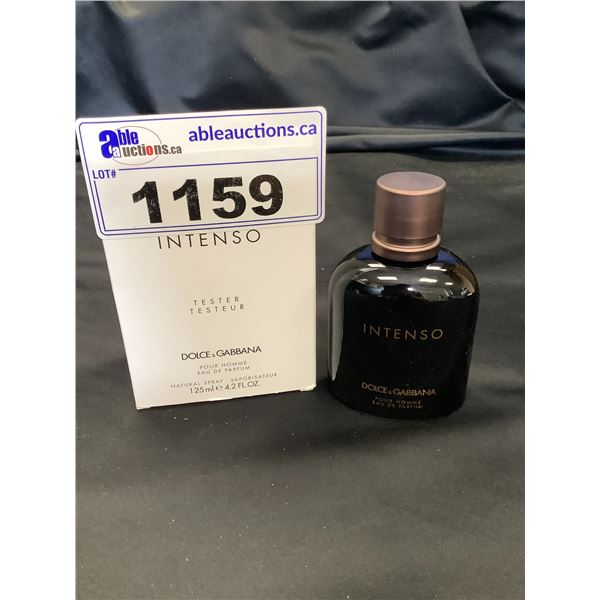 able auctions.ca
ableauctions.ca
LOT#
1159
INTENSO
TESTER
TESTEUR
DOLCE & GABBANA
POUR HOMME
EAU DE PARFUM
NATURAL SPRAY VAPORISATEUR
125 ml e 4.2 FL.OZ.
INTENSO
DOLCE & GABBANA
POUR HOMME
EAU DE PARFUM